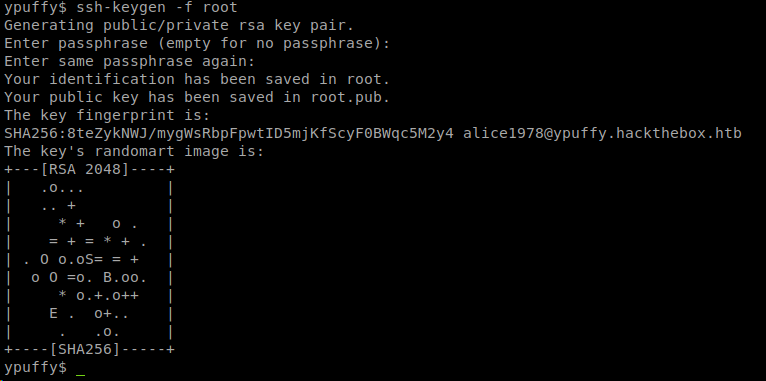 ypuffy$ ssh-keygen -f root
Generating public/private rsa key pair.
Enter passphrase (empty for no passphrase):
Enter same passphrase again:
Your identification has been saved in root.
Your public key has been saved in root.pub.
The key fingerprint is:
SHA256:8teZykNWJ/mygWsRbpFpwtID5mjKfScyF0BWqc5M2y4 alice1978@ypuffy.hackthebox.htb
The key's randomart image is:
+---[RSA 2048]----+
|   .o...         |
|   .. +          |
|     * +   o .   |
|    = + = * + .  |
| . O o.oS= = +   |
|  o O =o. B.oo.  |
|     * o.+.o++   |
|    E .  o+..    |
|     .   .o.     |
+----[SHA256]-----+
ypuffy$ _